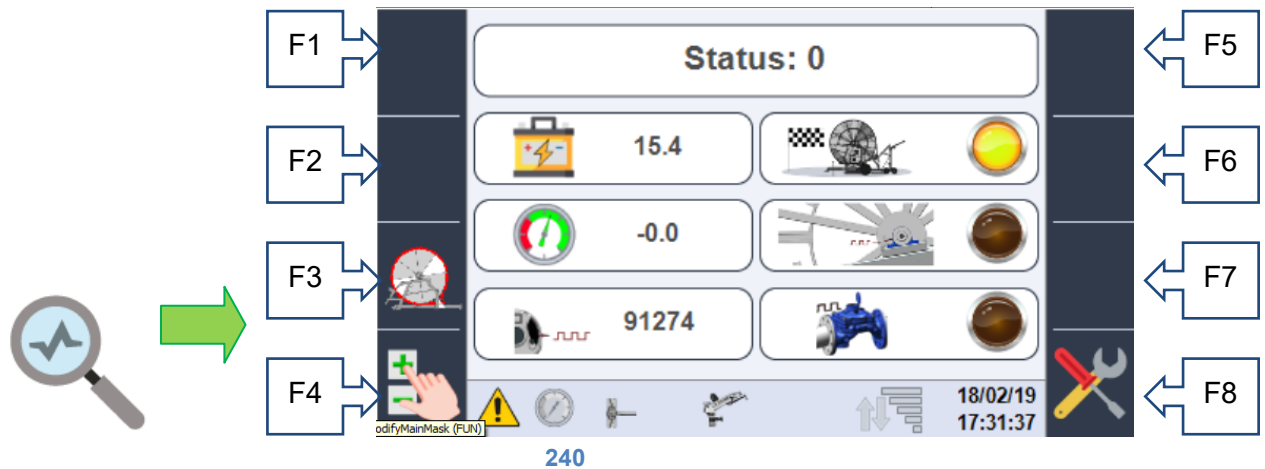 F1
F5
Status: 0
F2
15.4
F6
F3
-0.0
F7
91274
F4
F8
18/02/19
17:31:37
odifyMainMask (FUN)
240